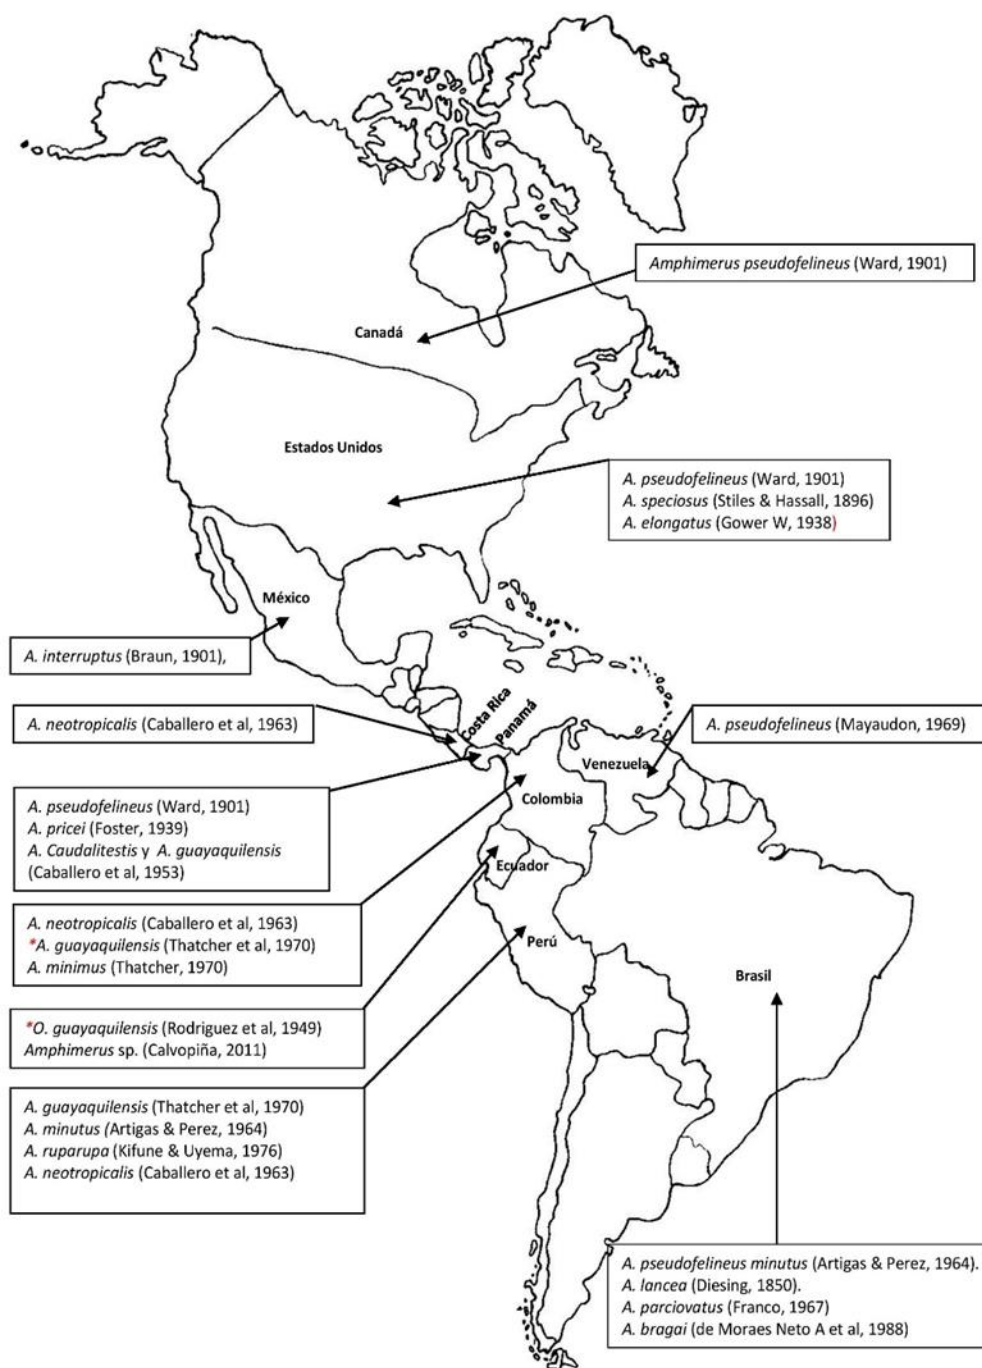 Amphimerus pseudofelineus (Ward, 1901)
Canadá
Estados Unidos
A. pseudofelineus (Ward, 1901)
A. speciosus (Stiles & Hassall, 1896)
A. elongatus (Gower W, 1938)
México
A. interruptus (Braun, 1901),
A. neotropicalis (Caballero et al, 1963)
Costa Rica
Panamá
A. pseudofelineus (Mayaudon, 1969)
Venezuela
Colombia
A. pseudofelineus (Ward, 1901)
A. pricei (Foster, 1939)
A. Caudalitestis y A. guayaquilensis
(Caballero et al, 1953)
Ecuador
A. neotropicalis (Caballero et al, 1963)
*A. guayaquilensis (Thatcher et al, 1970)
A. minimus (Thatcher, 1970)
Perú
Brasil
*O. guayaquilensis (Rodriguez et al, 1949)
Amphimerus sp. (Calvopiña, 2011)
A. guayaquilensis (Thatcher et al, 1970)
A. minutus (Artigas & Perez, 1964)
A. ruparupa (Kifune & Uyema, 1976)
A. neotropicalis (Caballero et al, 1963)
A. pseudofelineus minutus (Artigas & Perez, 1964).
A. lancea (Diesing, 1850).
A. parciovatus (Franco, 1967)
A. bragai (de Moraes Neto A et al, 1988)